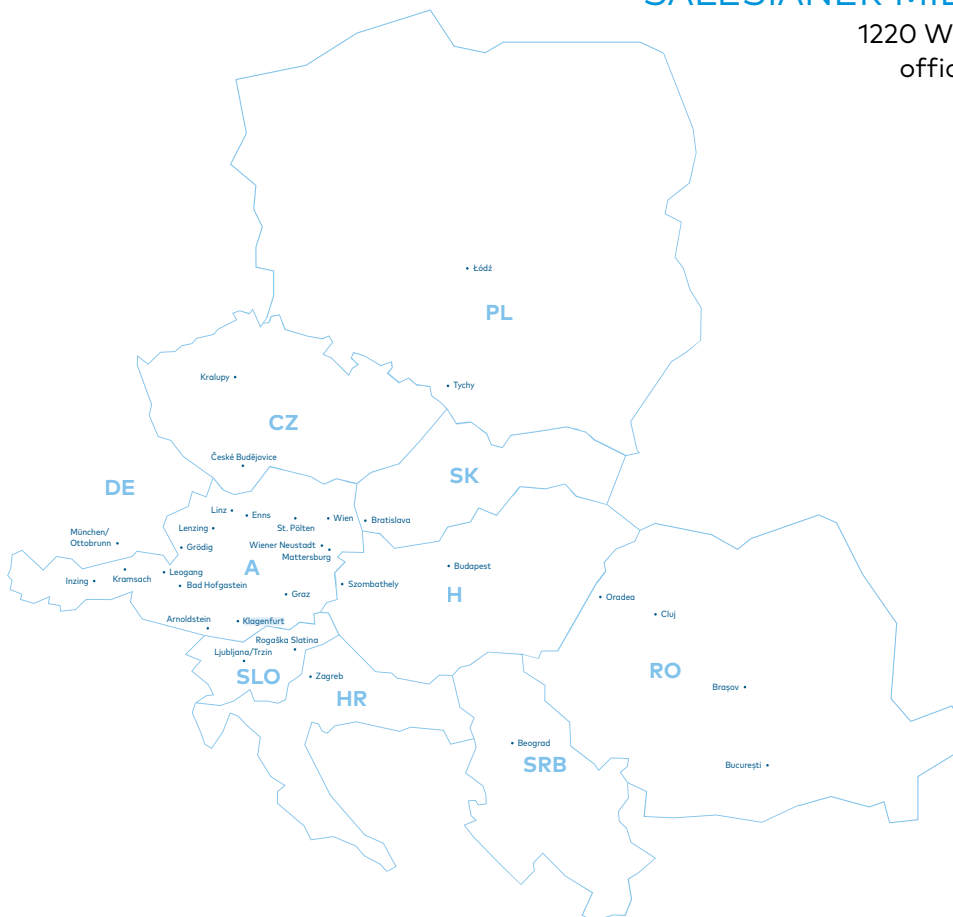 1220 W
offic
Łódź
PL
Kralupy
Tychy
CZ
České Budějovice
SK
DE
Linz
Enns
St. Pölten
Wien
Bratislava
Lenzing
München/
Ottobrunn
Grödig
Wiener Neustadt
Mattersburg
A
Leogang
Kramsach
Inzing
Bad Hofgastein
Szombathely
Budapest
H
Graz
Oradea
Cluj
Arnoldstein
Klagenfurt
Rogaška Slatina
Ljubljana/Trzin
SLO
Zagreb
HR
RO
Brașov
Beograd
SRB
București